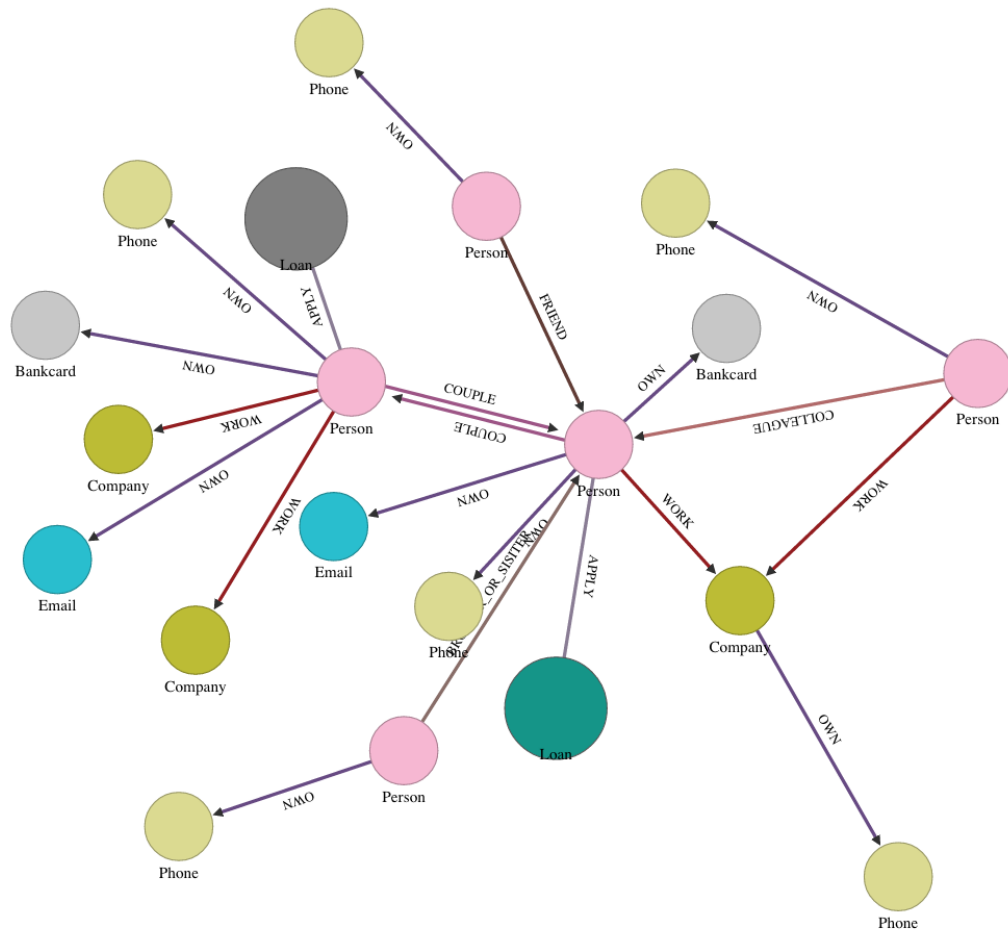 Phone
OWN
Phone
Loan
Person
Phone
OWN
APPLY
FRIEND
OWN
Bankcard
OWN
Person
COUPLE
OWN
Bankcard
Person
WORK
COUPLE
COLLEAGUE
Company
OWN
Person
WORK
WORK
OWN
WORK
Email
Email
OWN
APPLY
Company
Phone
Company
OWN
Loan
Person
OWN
Phone
Phone